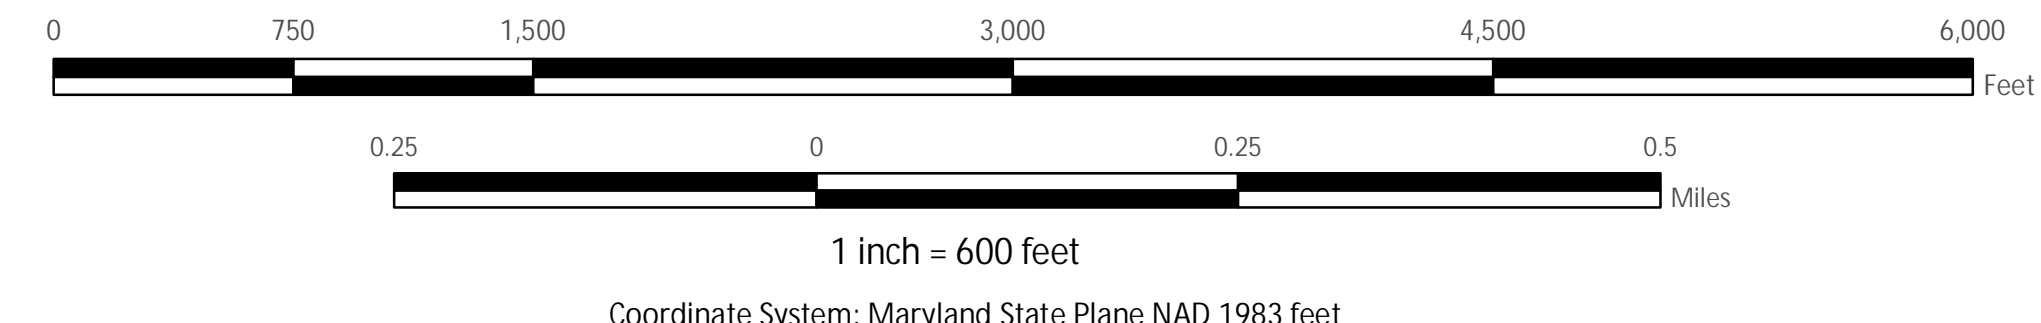 0 750 1,500 3,000 4,500 6,000
Feet
0.25 0 0.25 0.5
Miles
1 inch = 600 feet
Coordinate System: Maryland State Plane NAD 1983 feet